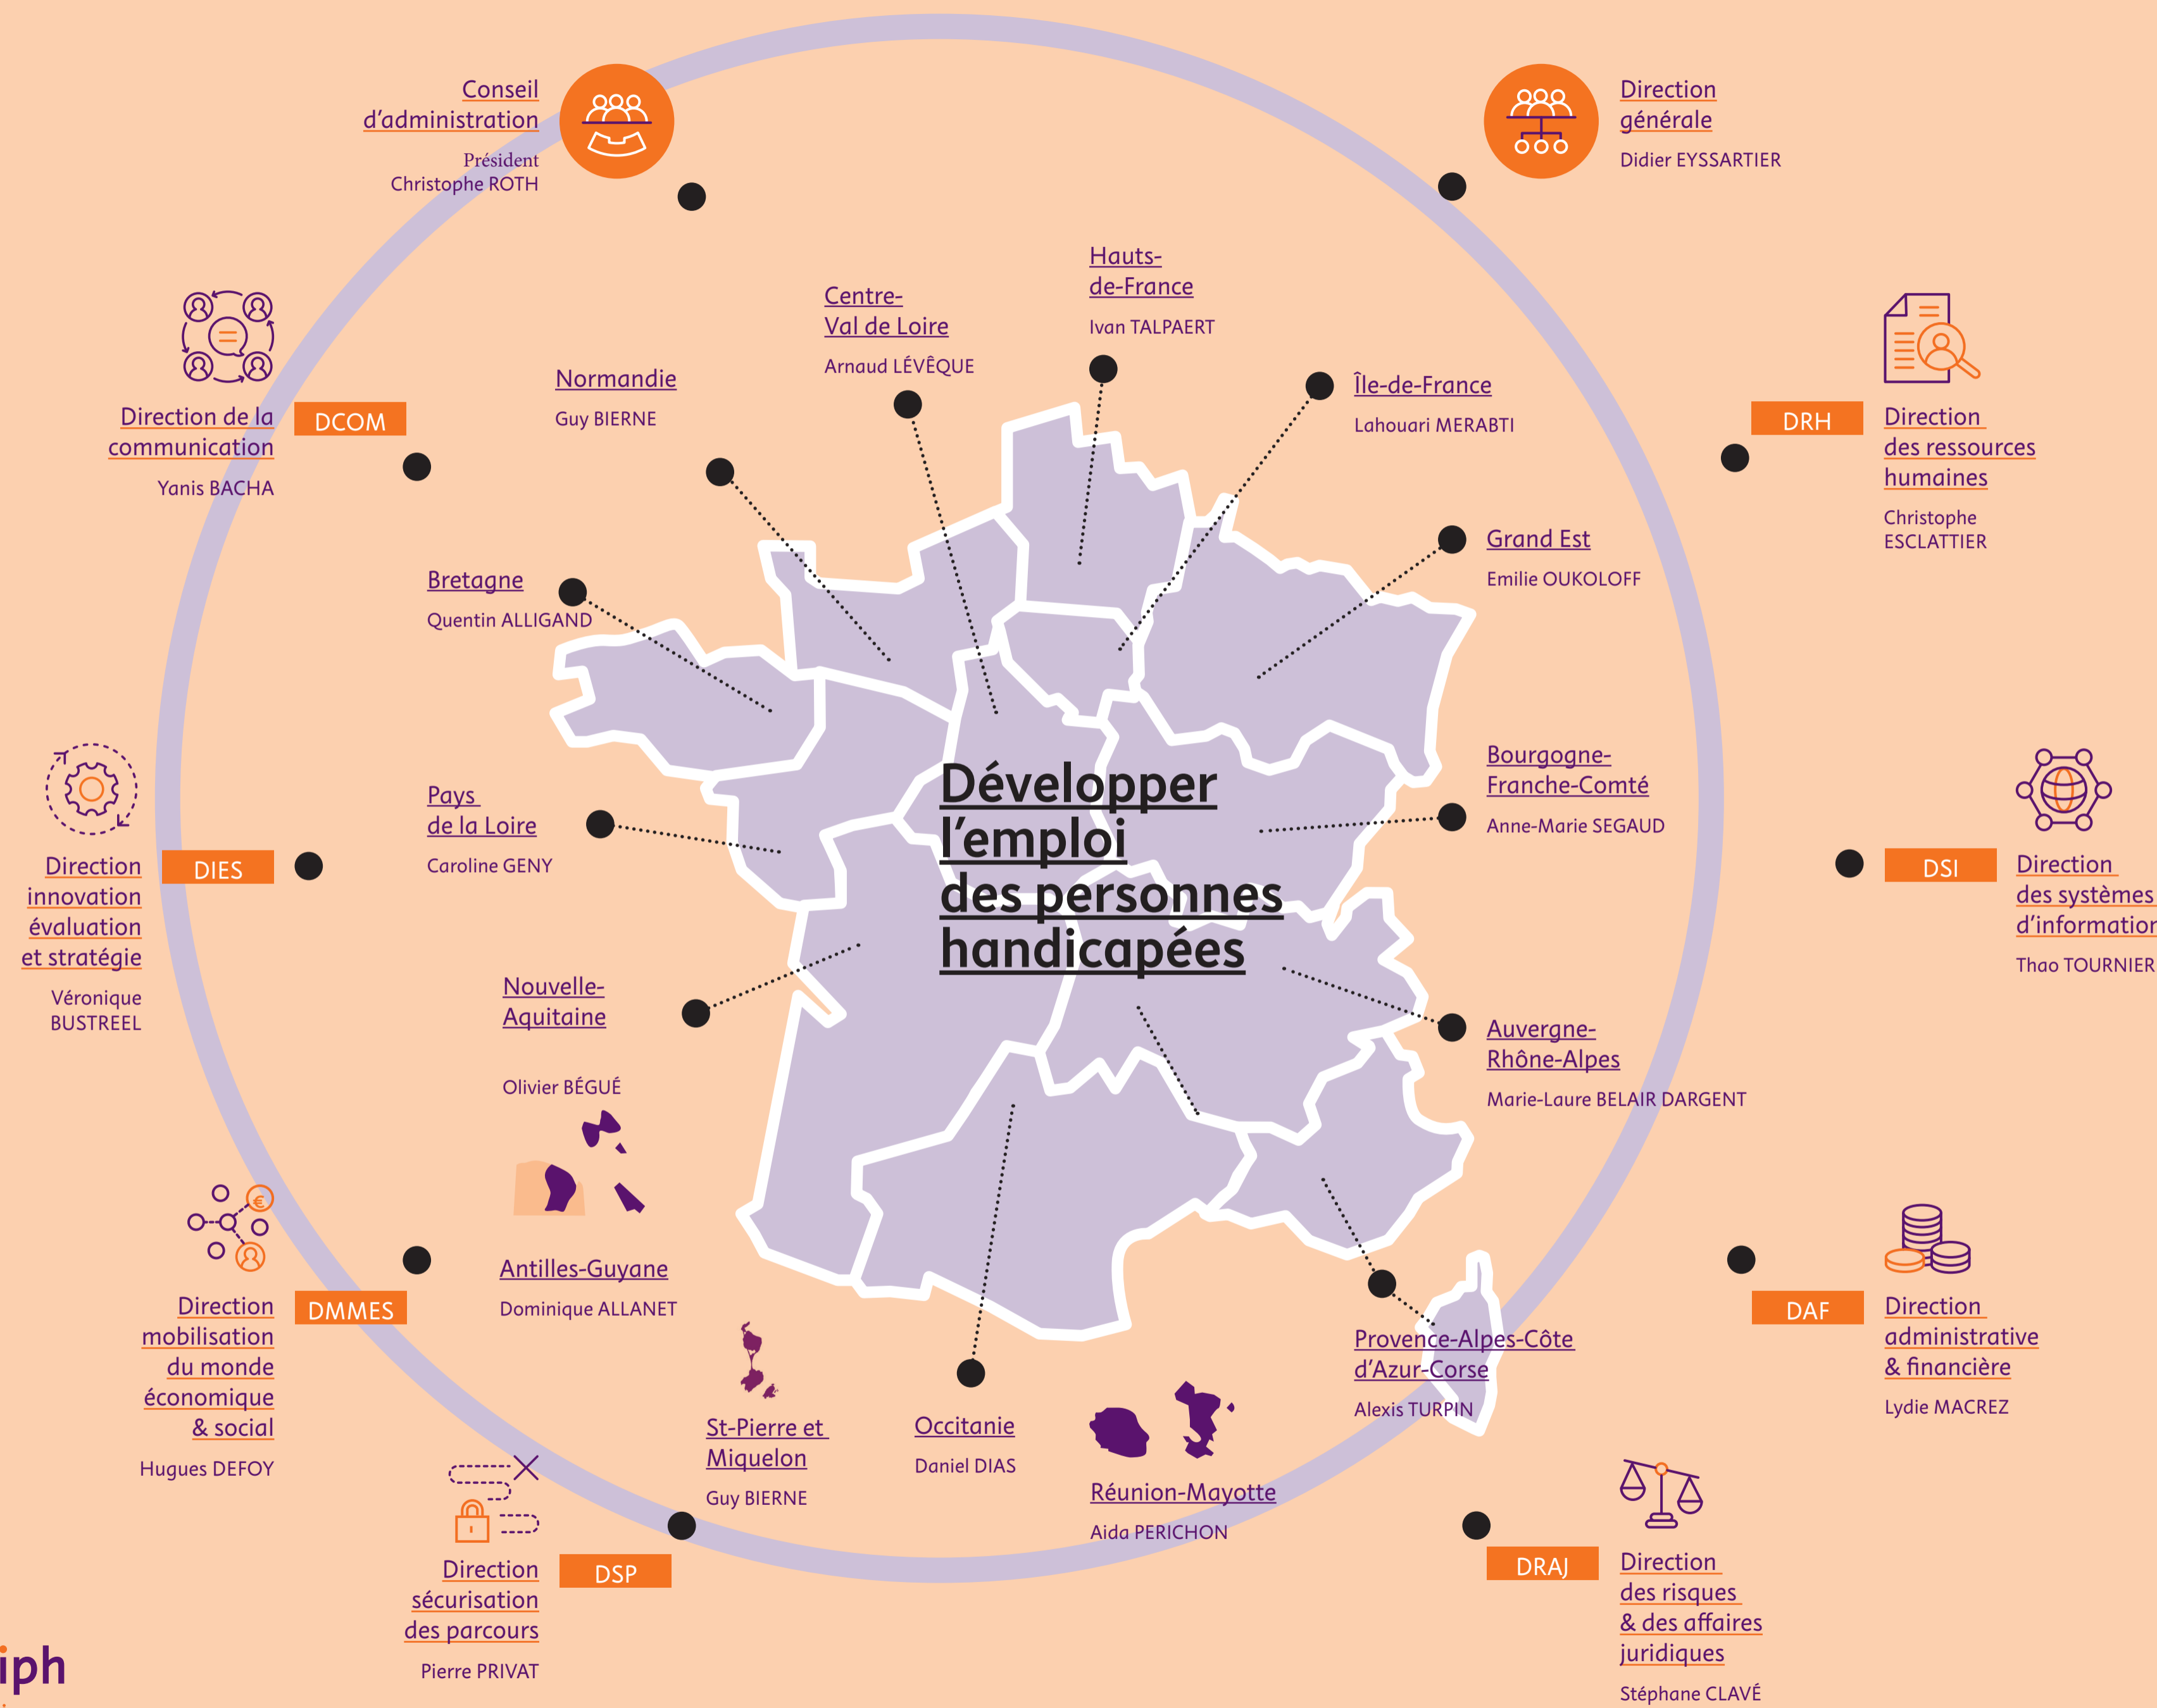 Conseil
d'administration
Président
Christophe ROTH
Direction
générale
Didier EYSSARTIER
Direction de la
communication
Yanis BACHA
DCOM
DRH
Direction
des ressources
humaines
Christophe
ESCLATTIER
Normandie
Guy BIERNE
Centre-
Val de Loire
Arnaud LÉVÊQUE
Hauts-
de-France
Ivan TALPAERT
Île-de-France
Lahouari MERABTI
Bretagne
Quentin ALLIGAND
Grand Est
Emilie OUKOLOFF
Pays
de la Loire
Caroline GENY
Développer
l'emploi
des personnes
handicapées
Bourgogne-
Franche-Comté
Anne-Marie SEGAUD
Direction
innovation
évaluation
et stratégie
Véronique
BUSTREEL
DIES
DSI
Direction
des systèmes
d'information
Thao TOURNIER
Nouvelle-
Aquitaine
Olivier BÉGUÉ
Auvergne-
Rhône-Alpes
Marie-Laure BELAIR DARGENT
Antilles-Guyane
Dominique ALLANET
Direction
mobilisation
du monde
économique
& social
Hugues DEFOY
DMMES
DAF
Direction
administrative
& financière
Lydie MACREZ
St-Pierre et
Miquelon
Guy BIERNE
Occitanie
Daniel DIAS
Réunion-Mayotte
Aida PERICHON
Provence-Alpes-Côte
d'Azur-Corse
Alexis TURPIN
Direction
sécurisation
des parcours
Pierre PRIVAT
DSP
DRAJ
Direction
des risques
& des affaires
juridiques
Stéphane CLAVÉ
iph